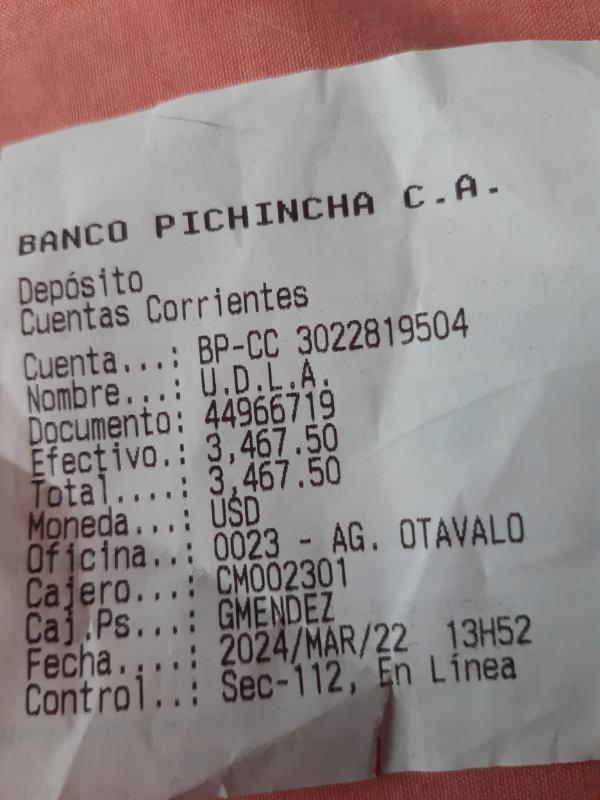 BANCO PICHINCHA C.A.
Depósito
Cuentas Corrientes
Cuenta...: BP-CC 3022819504
Nombre...: U.D.L.A.
Documento: 44966719
Efectivo.: 3,467.50
Total....: 3,467.50
Moneda...: USD
Oficina..: 0023 - AG. OTAVALO
Cajero...: CM002301
Caj.Ps...: GMENDEZ
Fecha....: 2024/MAR/22 13H52
Control..: Sec-112, En Línea